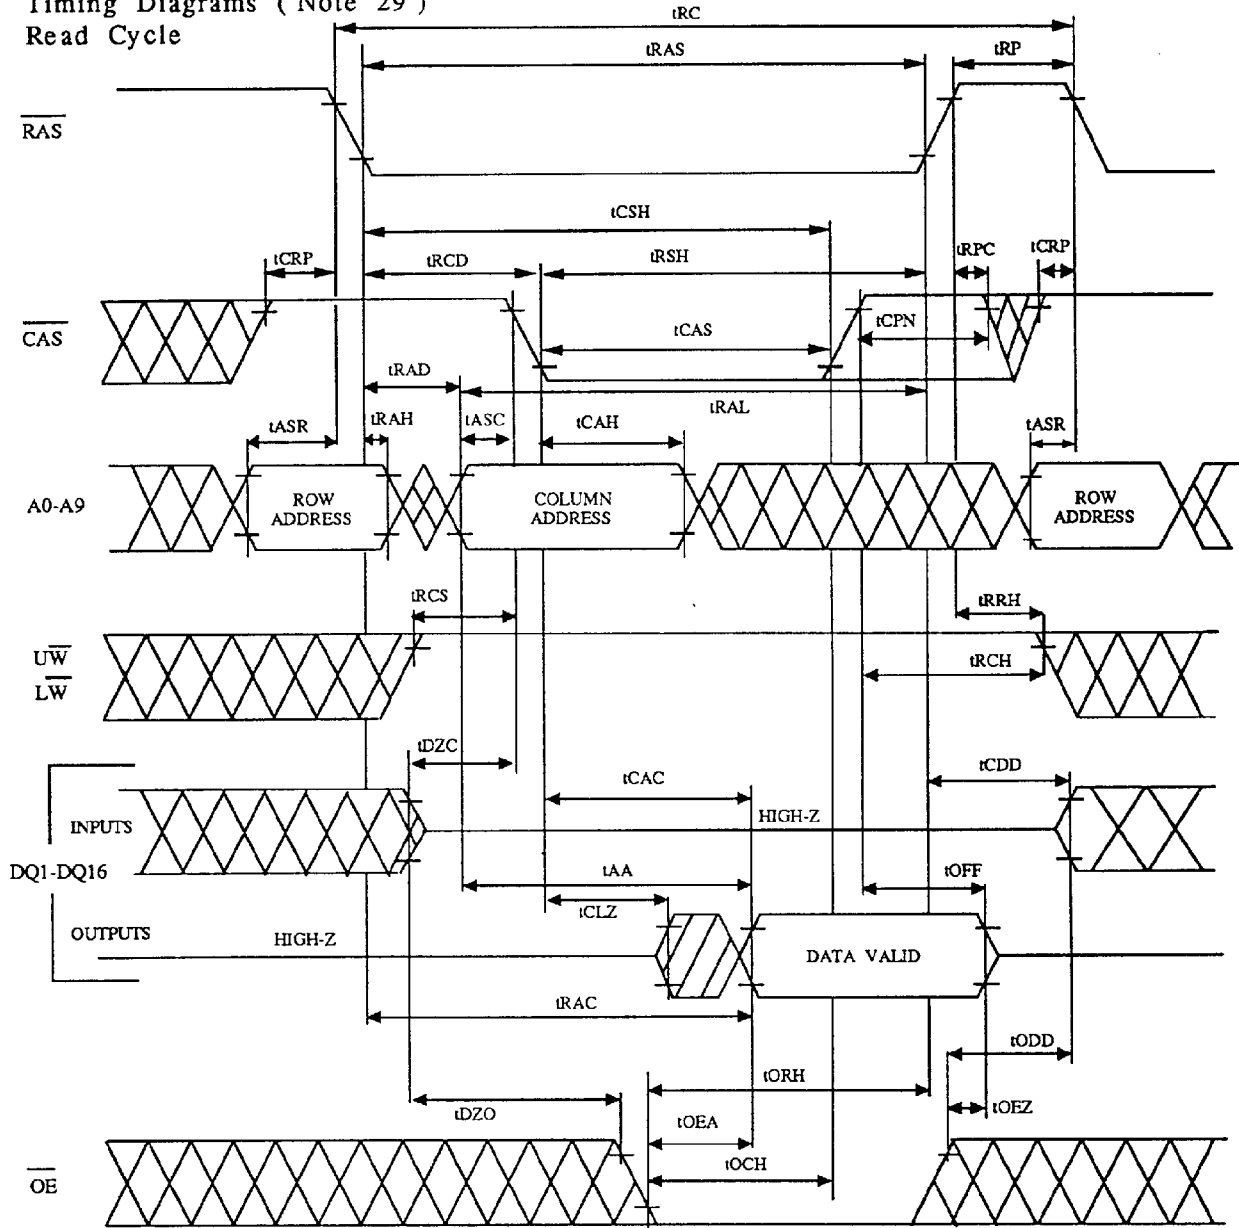 Timing Diagrams ( Note 29 )
Read Cycle
tRC
tRAS
tRP
RAS
tCSH
tCRP
tRCD
tRSH
tRPC
tCRP
CAS
tCAS
tCPN
tRAD
tRAL
tASR
tRAH
tASC
tCAH
tASR
A0-A9
ROW
ADDRESS
COLUMN
ADDRESS
ROW
ADDRESS
tRCS
tRRH
UW
LW
tRCH
tDZC
tCAC
tCDD
INPUTS
HIGH-Z
DQ1-DQ16
tAA
tOFF
tCLZ
OUTPUTS
HIGH-Z
DATA VALID
tRAC
tODD
tORH
tDZO
tOEA
tOEZ
tOCH
OE